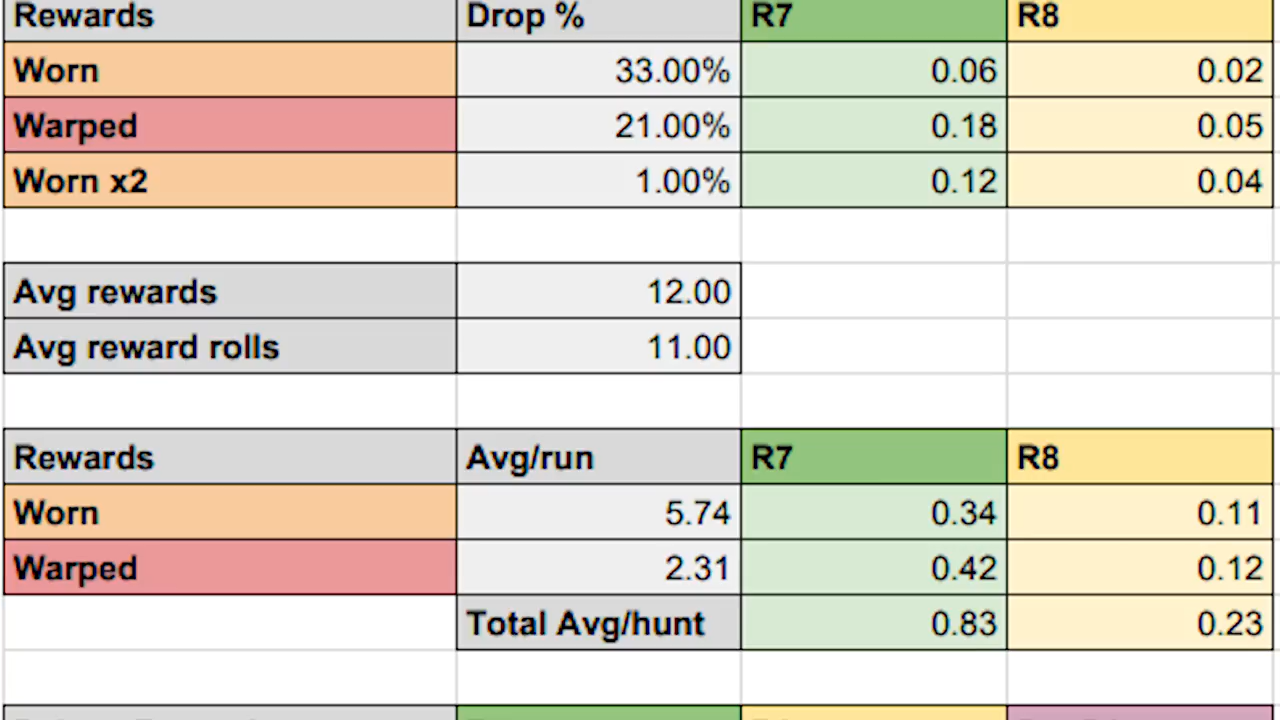 Rewards Drop % R7 R8
Worn 33.00% 0.06 0.02
Warped 21.00% 0.18 0.05
Worn x2 1.00% 0.12 0.04
Avg rewards 12.00
Avg reward rolls 11.00
Rewards Avg/run R7 R8
Worn 5.74 0.34 0.11
Warped 2.31 0.42 0.12
Total Avg/hunt 0.83 0.23